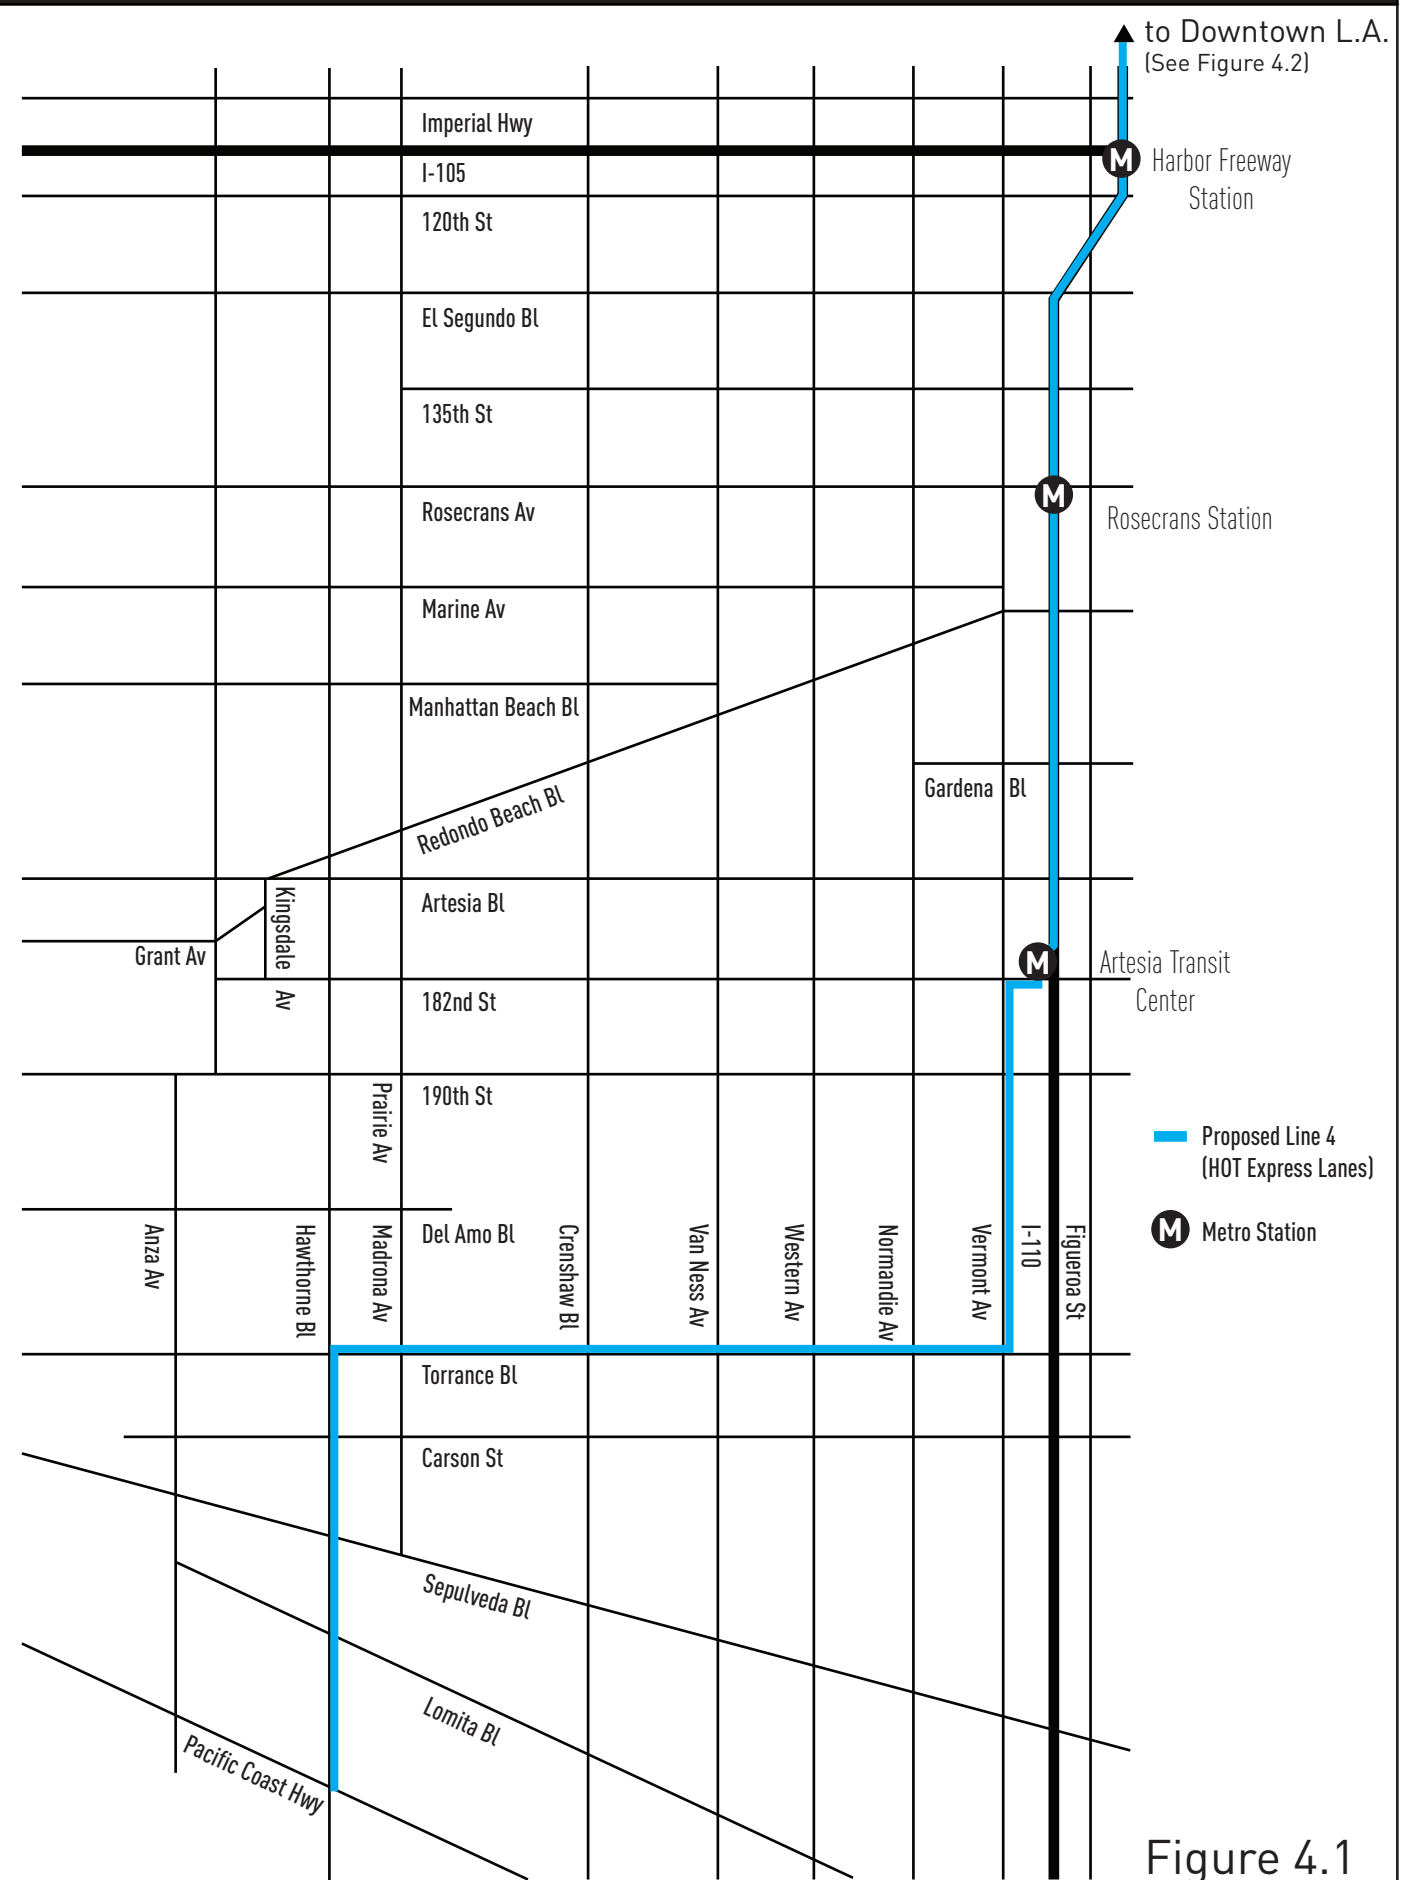 to Downtown L.A.
(See Figure 4.2)
Imperial Hwy
M
Harbor Freeway
Station
I-105
120th St
El Segundo Bl
135th St
M
Rosecrans Av
Rosecrans Station
Marine Av
Manhattan Beach Bl
Gardena Bl
Redondo Beach Bl
Kingsdale Av
Artesia Bl
Grant Av
M
Artesia Transit
Center
182nd St
Prairie Av
190th St
Proposed Line 4
(HOT Express Lanes)
M Metro Station
Anza Av
Hawthorne Bl
Madrona Av
Del Amo Bl
Crenshaw Bl
Van Ness Av
Western Av
Normandie Av
Vermont Av
I-110
Figueroa St
Torrance Bl
Carson St
Sepulveda Bl
Lomita Bl
Pacific Coast Hwy
Figure 4.1